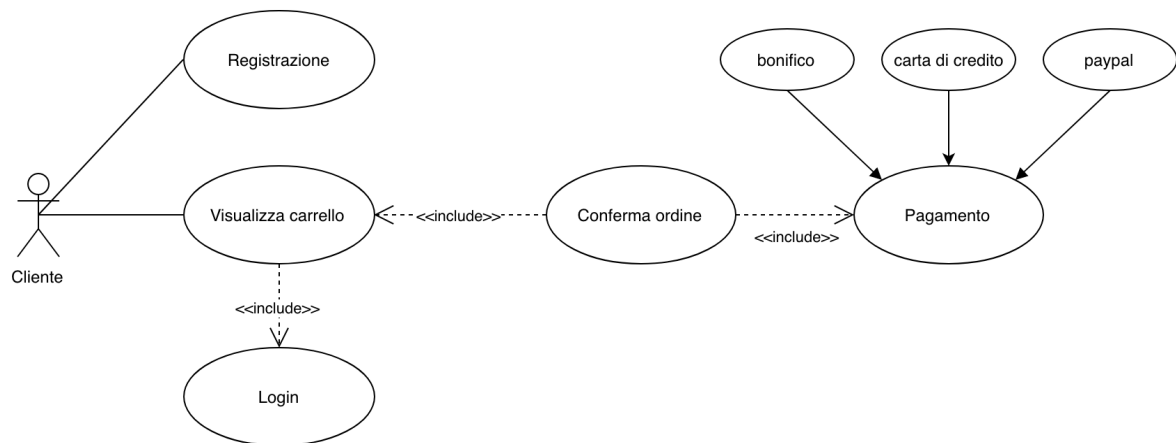 Registrazione
bonifico
carta di credito
paypal
Visualizza carrello
<<include>>
Conferma ordine
<<include>>
Pagamento
Cliente
<<include>>
Login